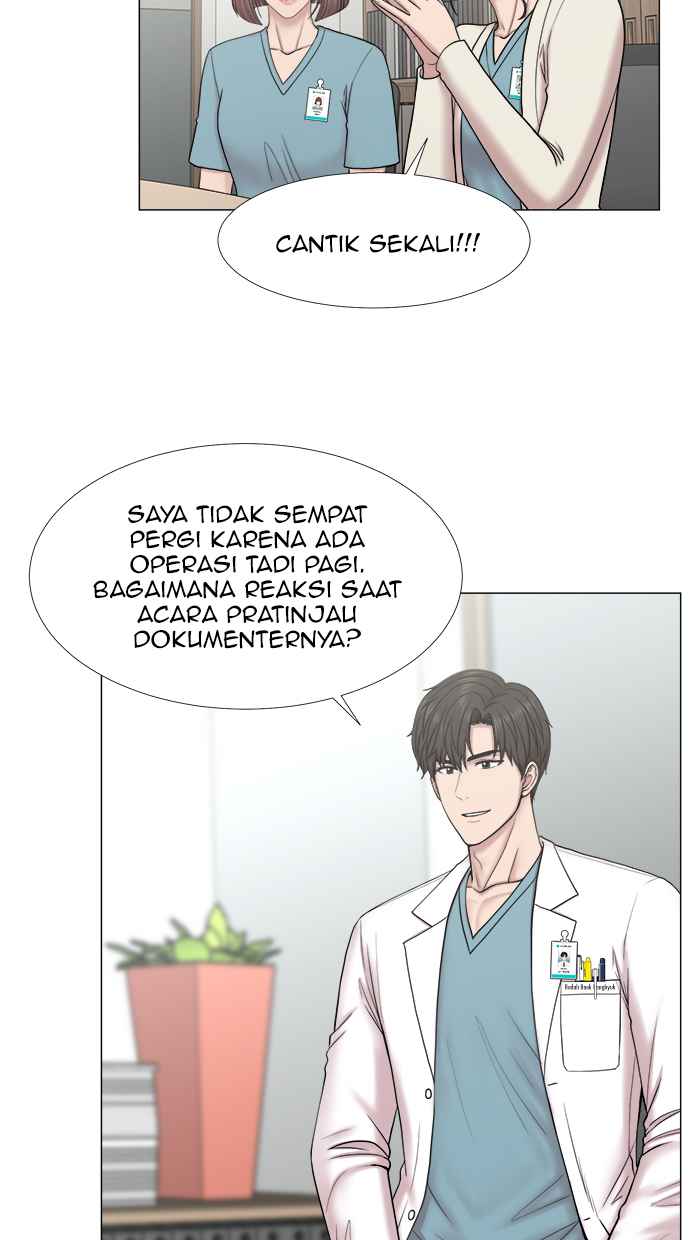 CANTIK SEKALI!!!
SAYA TIDAK SEMPAT
PERGI KARENA ADA
OPERASI TADI PAGI.
BAGAIMANA REAKSI SAAT
ACARA PRATINJAU
DOKUMENTERNYA?